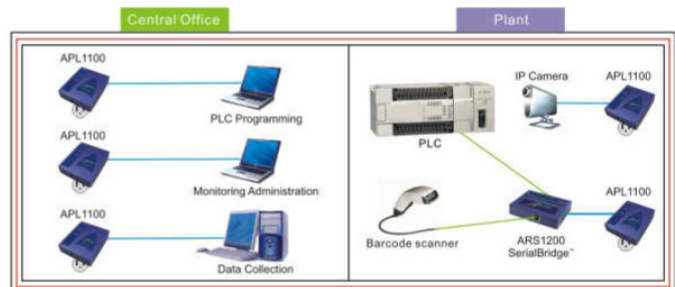 Central Office
Plant
APL1100
PLC Programming
APL1100
Monitoring Administration
APL1100
Data Collection
PLC
IP Camera
APL1100
Barcode scanner
ARS1200
SerialBridge™
APL1100